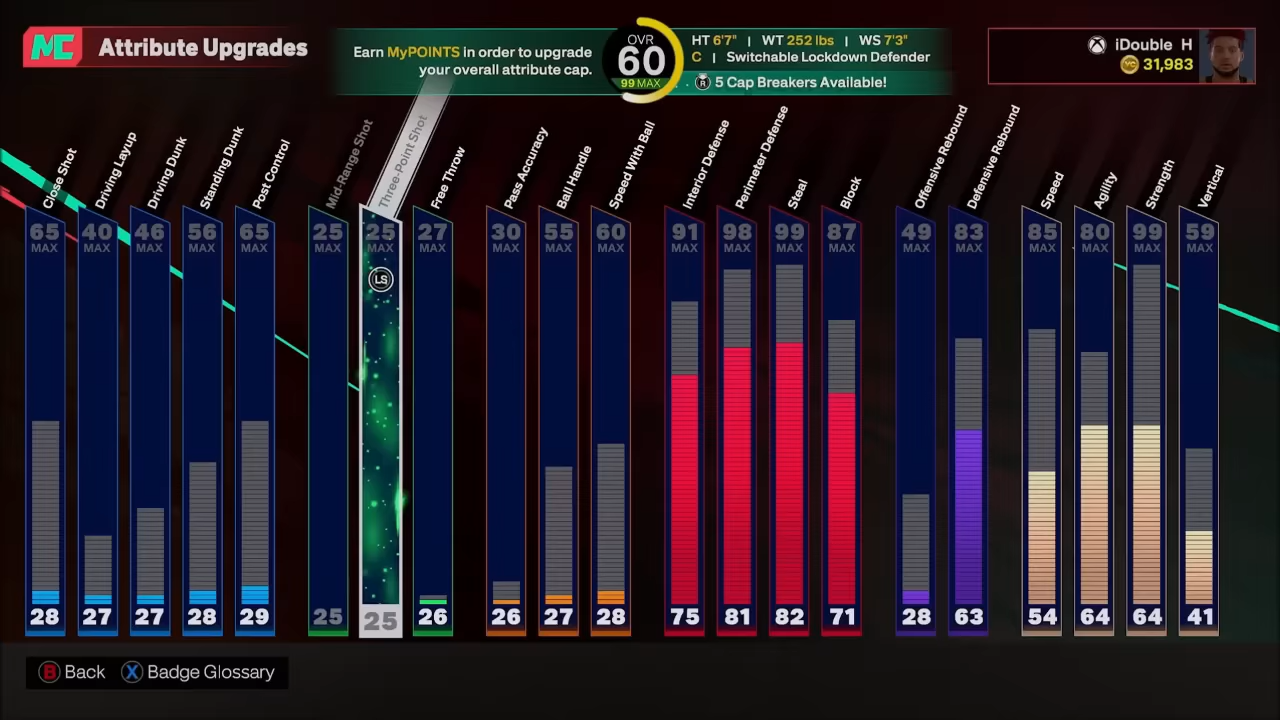 MC Attribute Upgrades
Earn MyPOINTS in order to upgrade
your overall attribute cap.
OVR
60
99 MAX
HT 6'7" | WT 252 lbs | WS 7'3"
C | Switchable Lockdown Defender
R 5 Cap Breakers Available!
iDouble H
VC 31,983
Close Shot
Driving Layup
Driving Dunk
Standing Dunk
Post Control
Mid-Range Shot
Three-Point Shot
Free Throw
Pass Accuracy
Ball Handle
Speed With Ball
Interior Defense
Perimeter Defense
Steal
Block
Offensive Rebound
Defensive Rebound
Speed
Agility
Strength
Vertical
65 40 46 56 65 25 25 27 30 55 60 91 98 99 87 49 83 85 80 99 59
MAX MAX MAX MAX MAX MAX MAX MAX MAX MAX MAX MAX MAX MAX MAX MAX MAX MAX MAX MAX MAX
LS
28 27 27 28 29 25 25 26 26 27 28 75 81 82 71 28 63 54 64 64 41
B Back X Badge Glossary